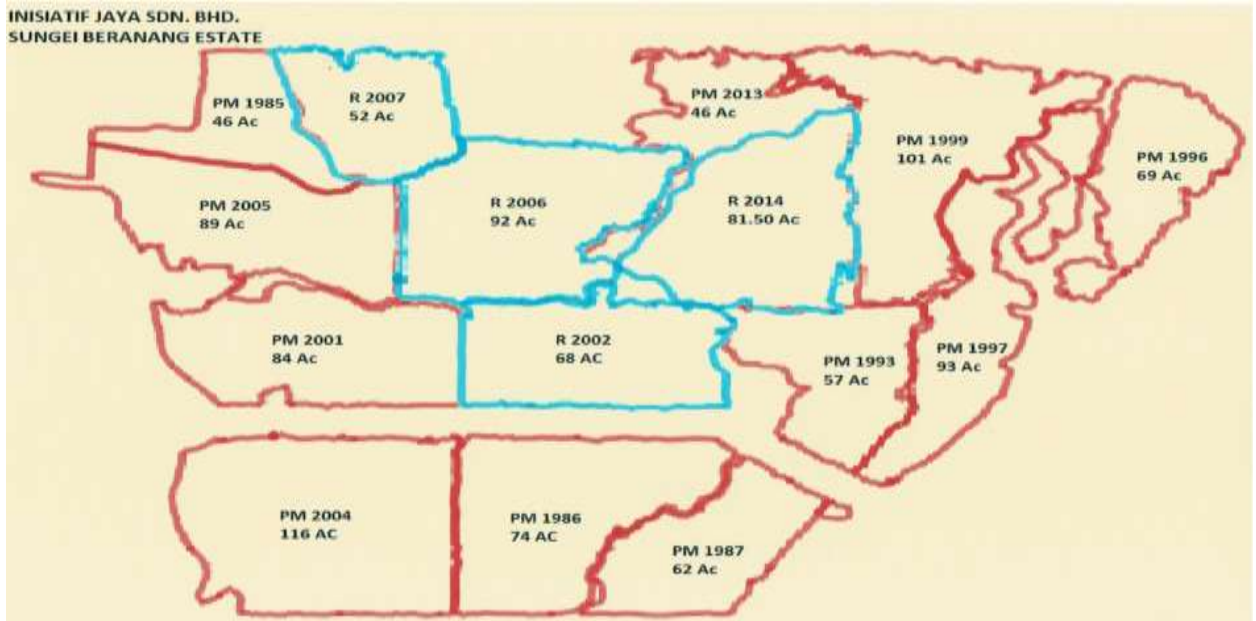 INISIATIF JAYA SDN. BHD.
SUNGEI BERANANG ESTATE
PM 1985
46 Ac
R 2007
52 Ac
PM 2013
46 Ac
PM 1999
101 Ac
PM 1996
69 Ac
PM 2005
89 Ac
R 2006
92 Ac
R 2014
81.50 Ac
PM 2001
84 Ac
R 2002
68 AC
PM 1993
57 Ac
PM 1997
93 Ac
PM 2004
116 AC
PM 1986
74 AC
PM 1987
62 Ac